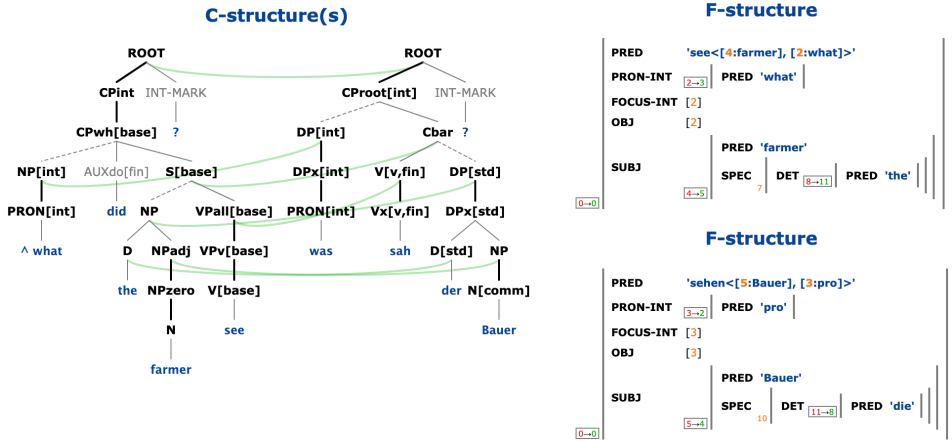 C-structure(s)
ROOT ROOT
CPint INT-MARK CProot[int] INT-MARK
CPwh[base] ? DP[int] Cbar ?
NP[int] AUXdo[fin] S[base] DPx[int] V[v,fin] DP[std]
PRON[int] did NP VPall[base] PRON[int] Vx[v,fin] DPx[std]
^ what D NPadj VPv[base] was sah D[std] NP
the NPzero V[base] der N[comm]
N see Bauer
farmer
F-structure
PRED 'see<[4:farmer], [2:what]>'
PRON-INT 2→3 PRED 'what'
FOCUS-INT [2]
OBJ [2]
PRED 'farmer'
SUBJ SPEC 7 DET 8→11 PRED 'the'
4→5
0→0
F-structure
PRED 'sehen<[5:Bauer], [3:pro]>'
PRON-INT 3→2 PRED 'pro'
FOCUS-INT [3]
OBJ [3]
PRED 'Bauer'
SUBJ SPEC 10 DET 11→8 PRED 'die'
5→4
0→0